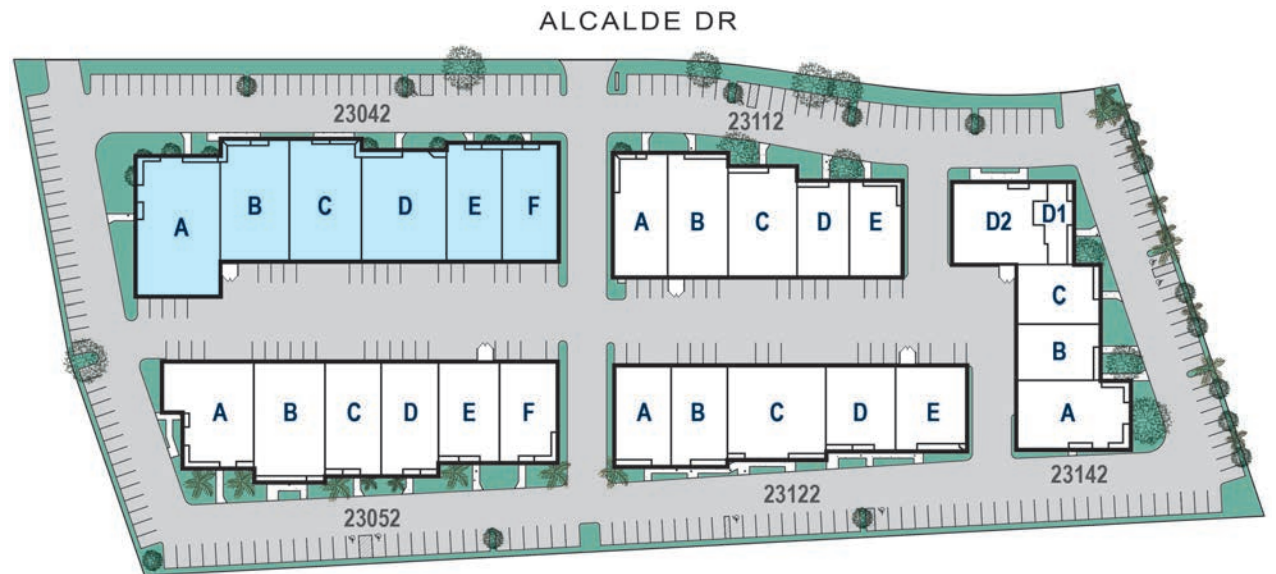 ALCALDE DR
23042
23112
A B C D E F
A B C D E
D2 D1
C
B
A
A B C D E F
A B C D E
23052
23122
23142